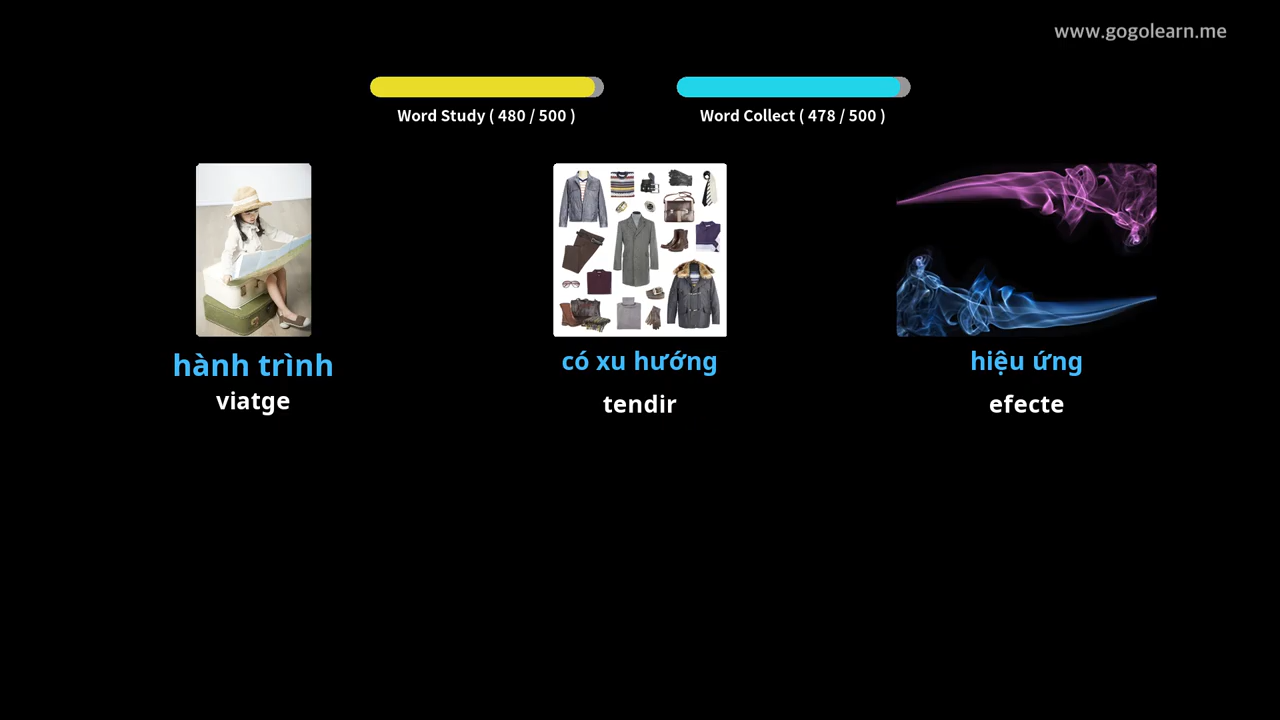 www.gogolearn.me
Word Study ( 480 / 500 )
Word Collect ( 478 / 500 )
hành trình
viatge
có xu hướng
tendir
hiệu ứng
efecte